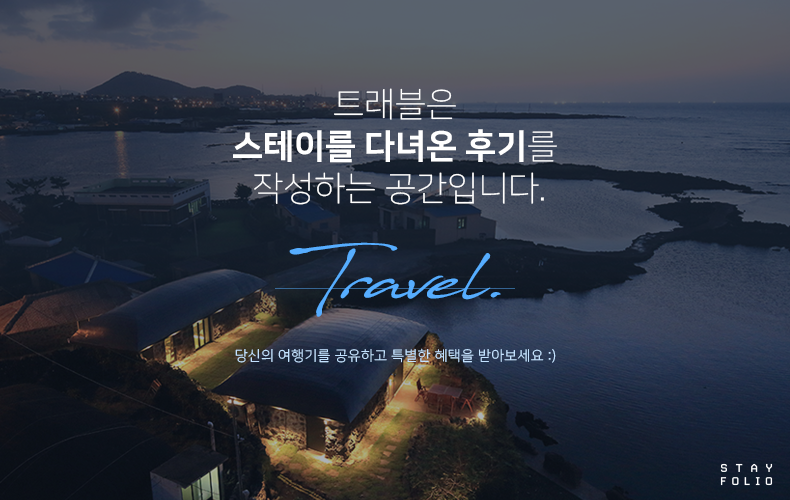 트래블은
스테이를 다녀온 후기를
작성하는 공간입니다.
Travel.
당신의 여행기를 공유하고 특별한 혜택을 받아보세요 :)
STAY
FOLIO